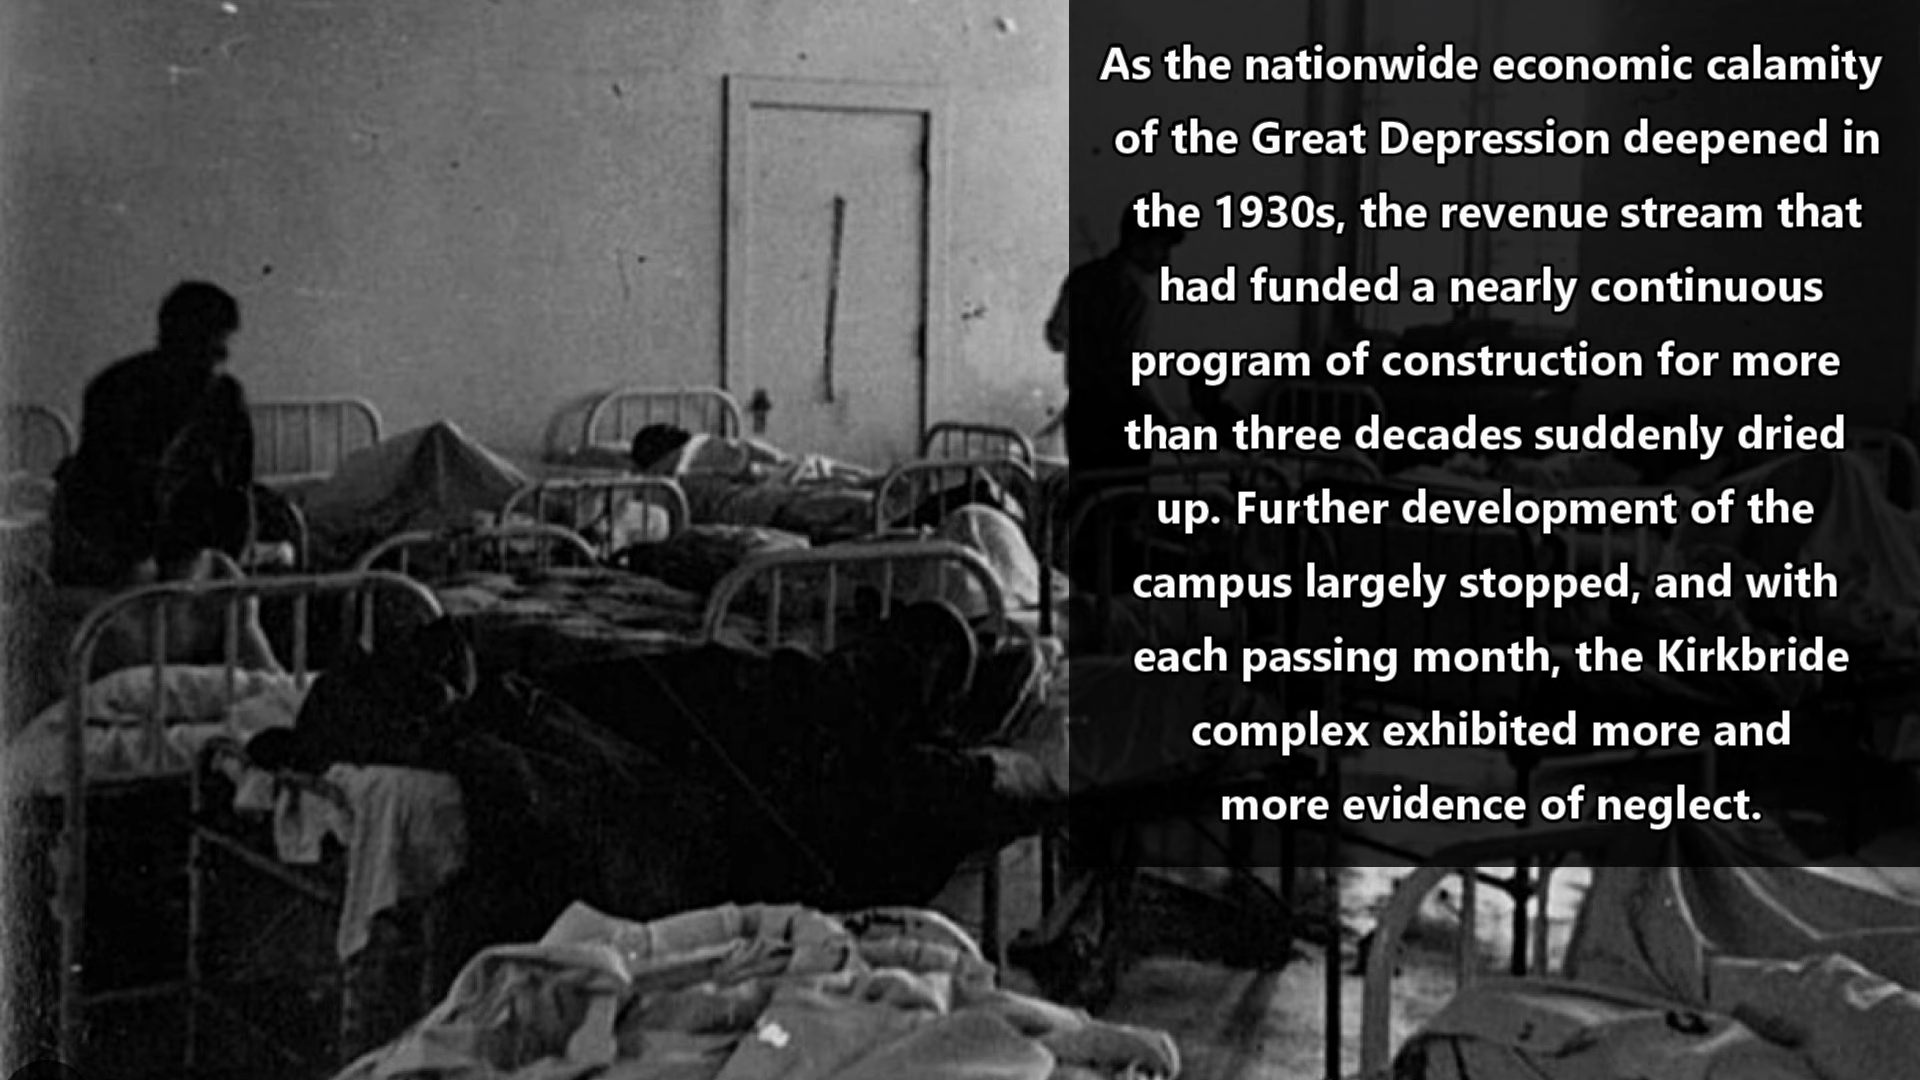 As the nationwide economic calamity
of the Great Depression deepened in
the 1930s, the revenue stream that
had funded a nearly continuous
program of construction for more
than three decades suddenly dried
up. Further development of the
campus largely stopped, and with
each passing month, the Kirkbride
complex exhibited more and
more evidence of neglect.